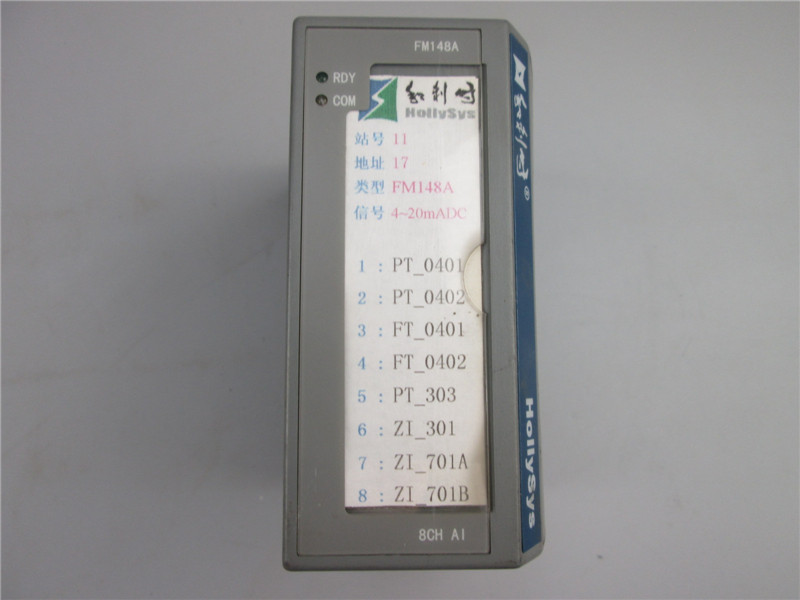 FM148A
RDY
COM
和利时
HollySys
站号 11
地址 17
类型 FM148A
信号 4~20mADC
1 : PT_0401
2 : PT_0402
3 : FT_0401
4 : FT_0402
5 : PT_303
6 : ZI_301
7 : ZI_701A
8 : ZI_701B
8CH AI
和利时®
HollySys